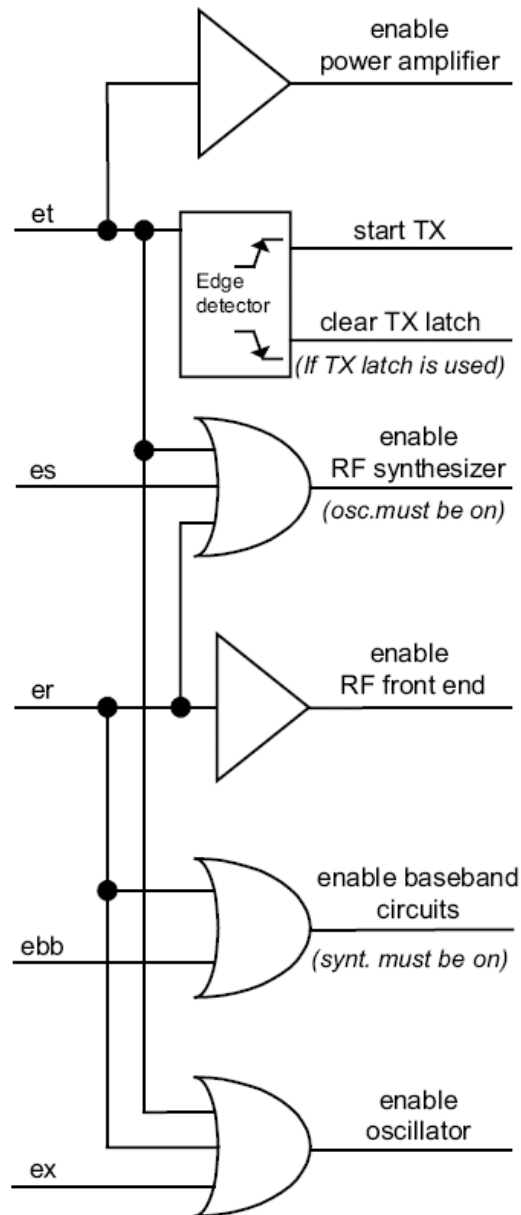 enable
power amplifier
et
start TX
Edge
detector
clear TX latch
(If TX latch is used)
enable
RF synthesizer
es
(osc.must be on)
enable
RF front end
er
enable baseband
circuits
ebb
(synt. must be on)
enable
oscillator
ex